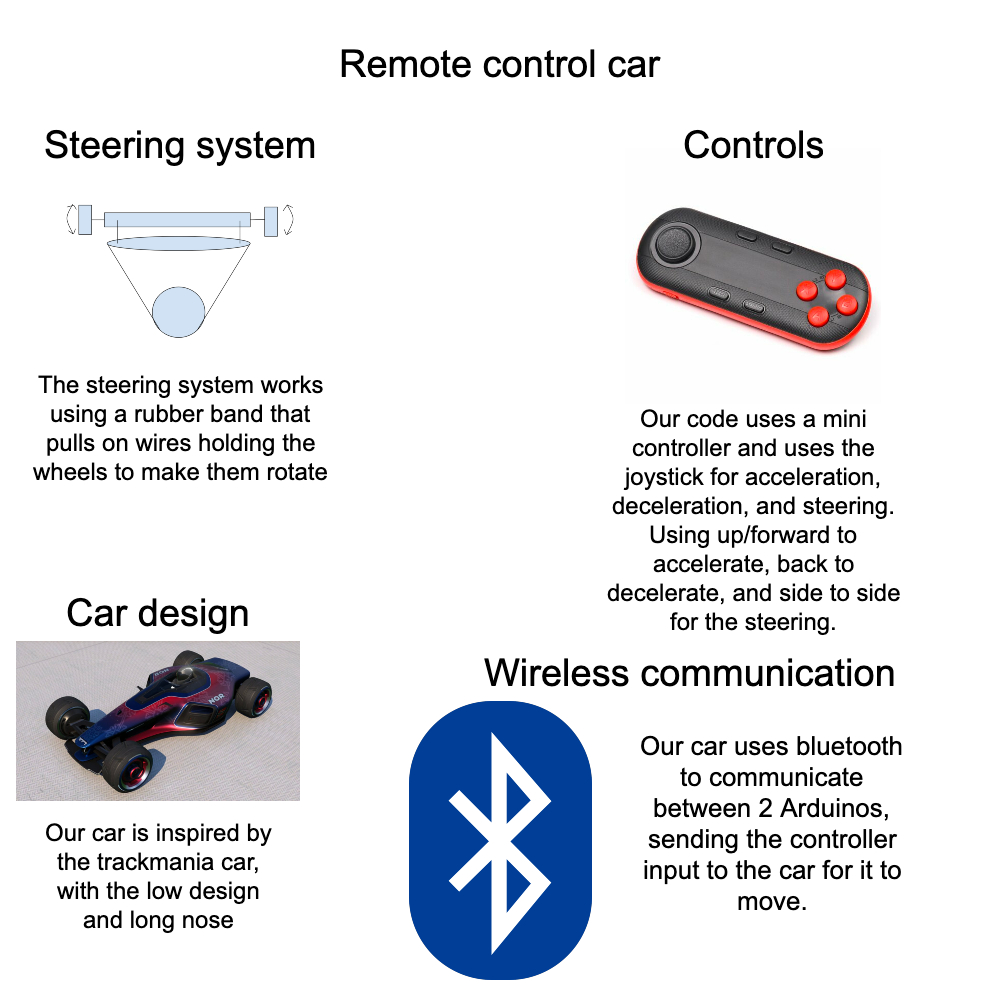 Remote control car
Steering system
The steering system works
using a rubber band that
pulls on wires holding the
wheels to make them rotate
Controls
Our code uses a mini
controller and uses the
joystick for acceleration,
deceleration, and steering.
Using up/forward to
accelerate, back to
decelerate, and side to side
for the steering.
Car design
NOR
NOR
Our car is inspired by
the trackmania car,
with the low design
and long nose
Wireless communication
Our car uses bluetooth
to communicate
between 2 Arduinos,
sending the controller
input to the car for it to
move.